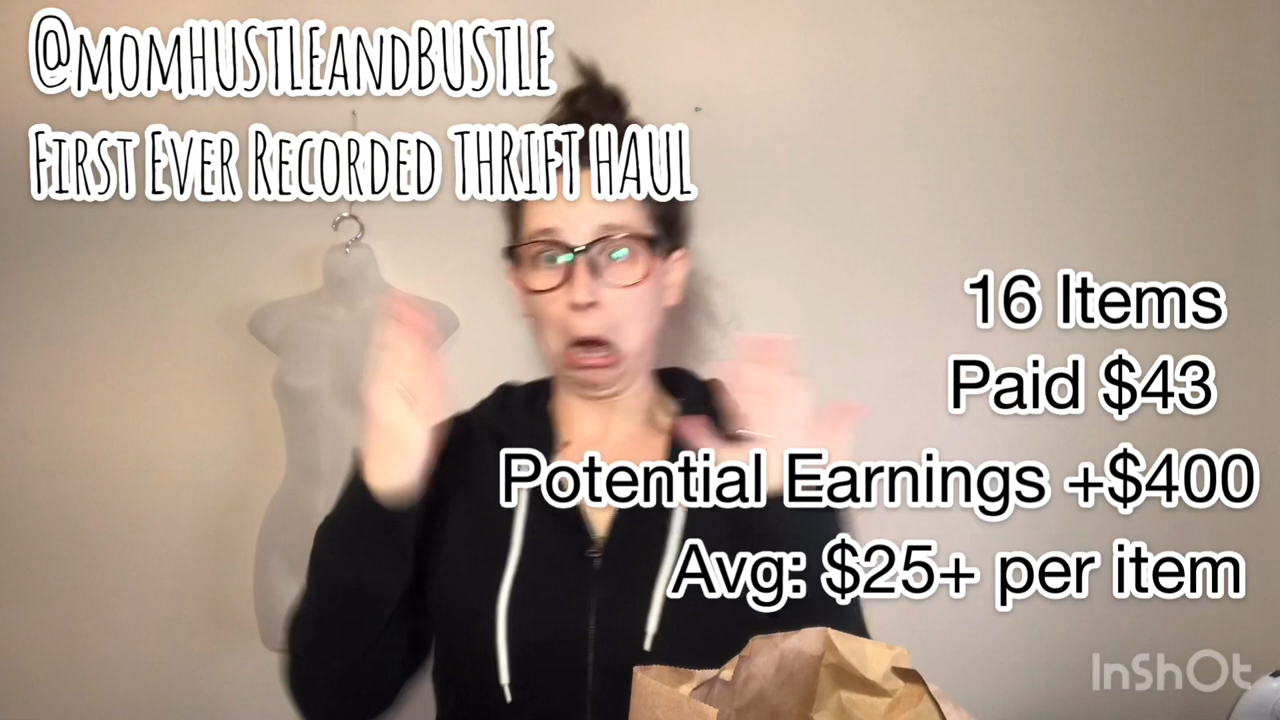 @momHUSTLEandBUSTLE
First Ever Recorded THRIFT HAUL
16 Items
Paid $43
Potential Earnings +$400
Avg: $25+ per item
InShOt